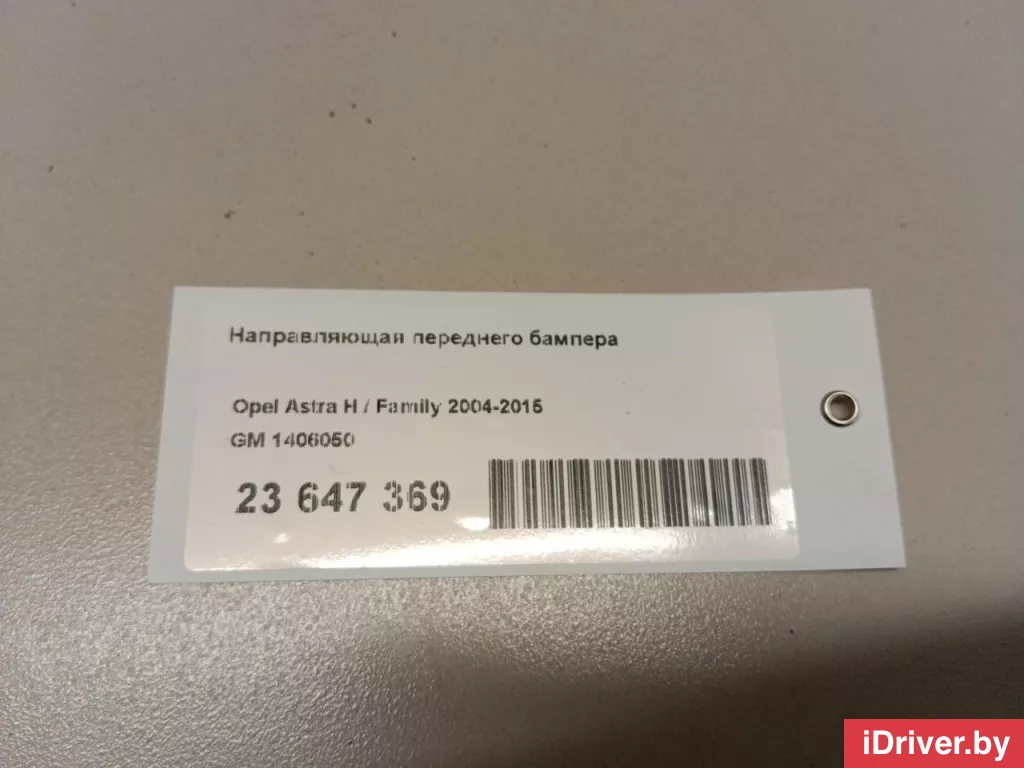 Направляющая переднего бампера
Opel Astra H / Family 2004-2015
GM 1406050
23 647 369
iDriver.by